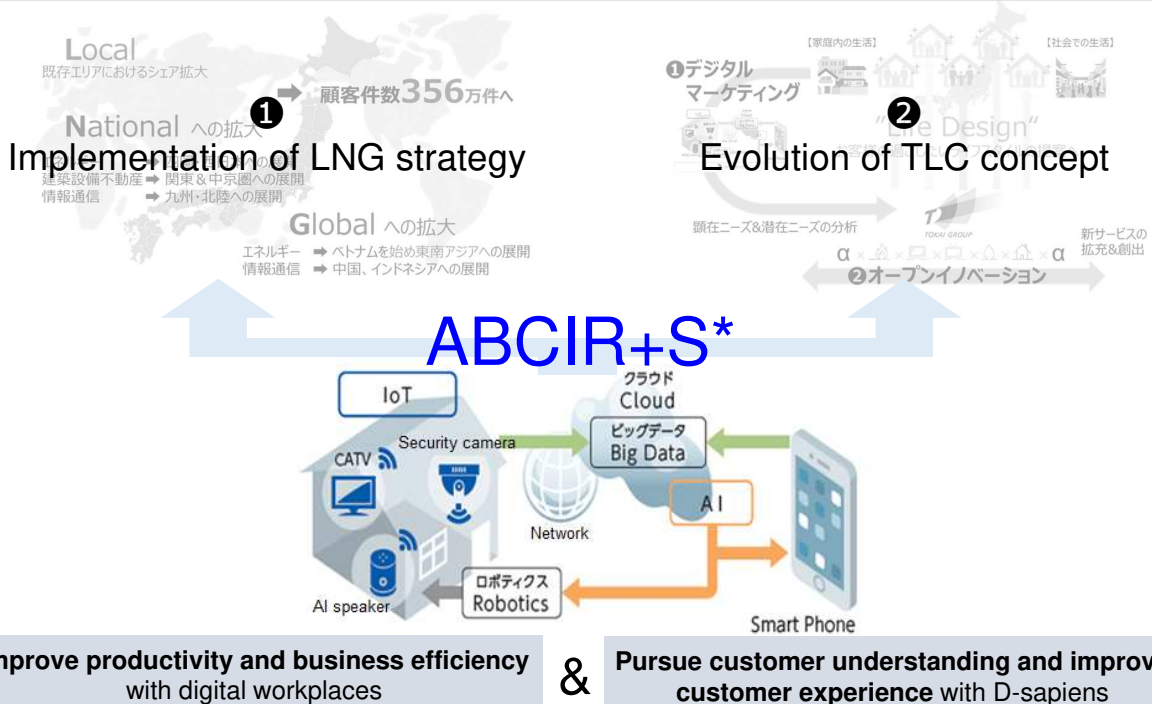 Local
既存エリアにおけるシェア拡大
➡ 顧客件数356万件へ
❶
National への拡大
Implementation of LNG strategy
建築設備不動産 ➡ 関東&中京圏への展開
情報通信 ➡ 九州・北陸への展開
Global への拡大
エネルギー ➡ ベトナムを始め東南アジアへの展開
情報通信 ➡ 中国、インドネシアへの展開
【家庭内の生活】
【社会での生活】
❶デジタル
マーケティング
❷
"Life Design"
Evolution of TLC concept
顕在ニーズ&潜在ニーズの分析
TOKAI GROUP
新サービスの
拡充&創出
α × × × × × × α
❷オープンイノベーション
ABCIR+S*
IoT
クラウド
Cloud
Security camera
ビッグデータ
Big Data
CATV
AI
Network
ロボティクス
Robotics
AI speaker
Smart Phone
mprove productivity and business efficiency
with digital workplaces
&
Pursue customer understanding and improv
customer experience with D-sapiens